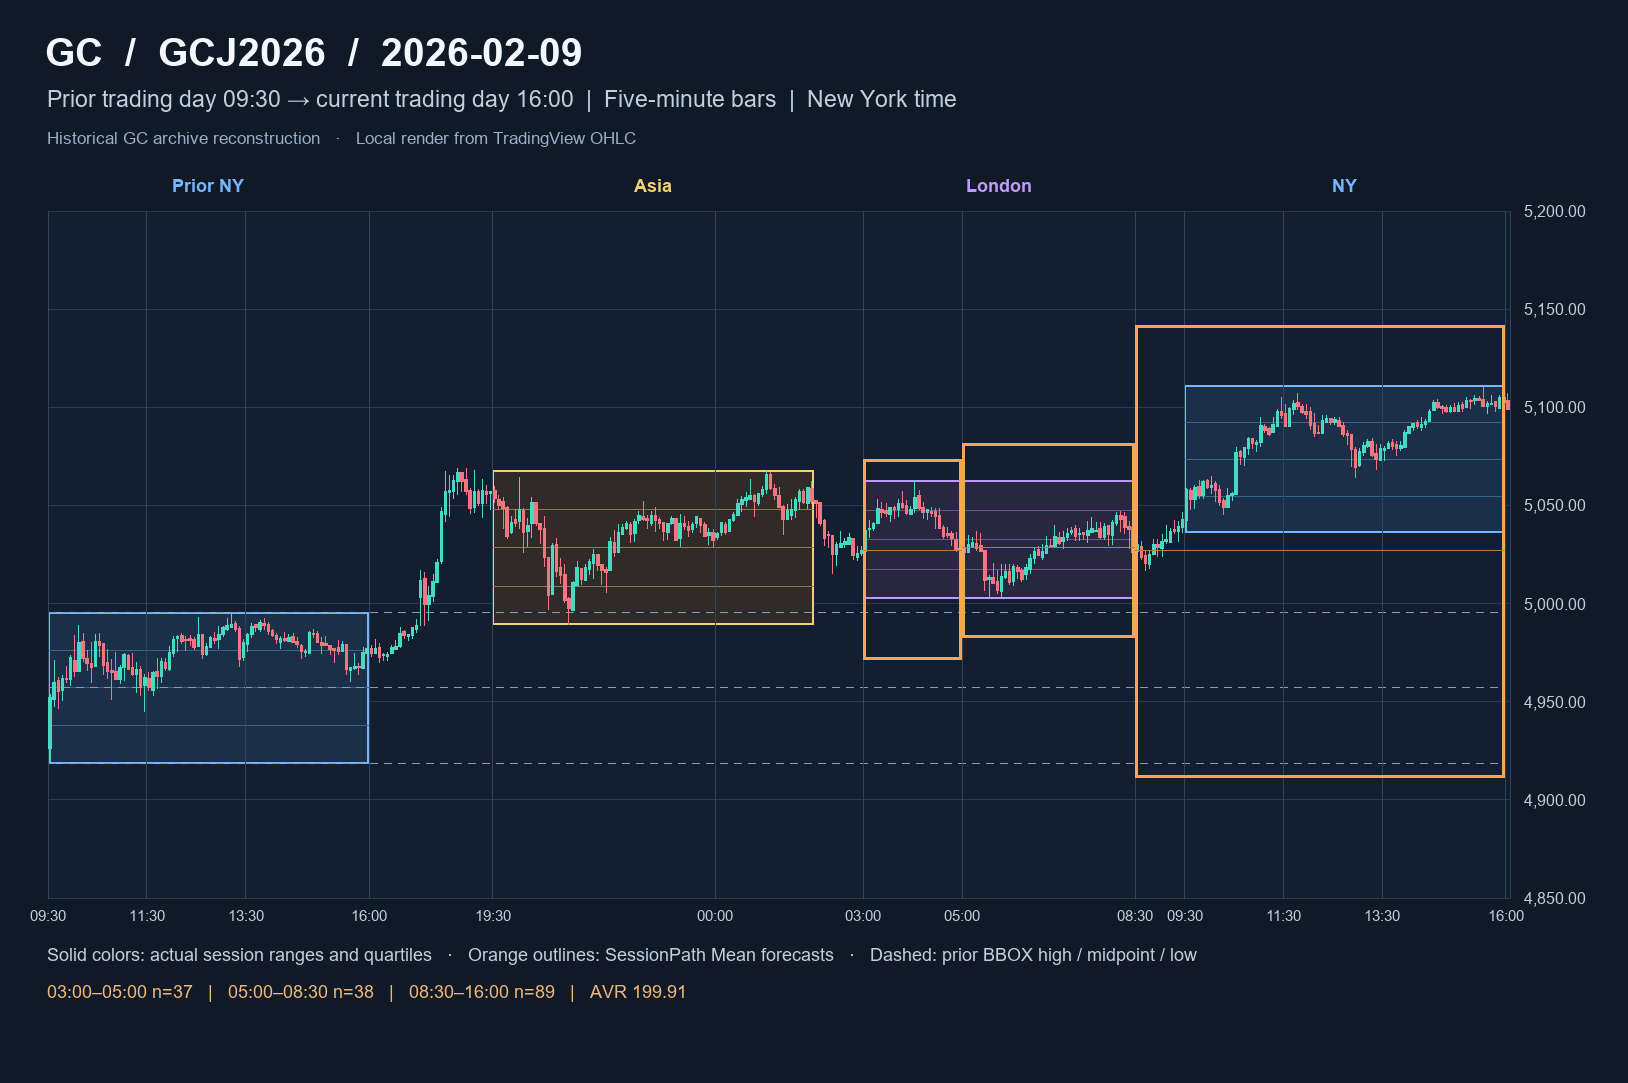 GC / GCJ2026 / 2026-02-09
Prior trading day 09:30 → current trading day 16:00 | Five-minute bars | New York time
Historical GC archive reconstruction · Local render from TradingView OHLC
Prior NY Asia London NY
5,200.00
5,150.00
5,100.00
5,050.00
5,000.00
4,950.00
4,900.00
4,850.00
09:30 11:30 13:30 16:00 19:30 00:00 03:00 05:00 08:30 09:30 11:30 13:30 16:00
Solid colors: actual session ranges and quartiles · Orange outlines: SessionPath Mean forecasts · Dashed: prior BBOX high / midpoint / low
03:00–05:00 n=37 | 05:00–08:30 n=38 | 08:30–16:00 n=89 | AVR 199.91